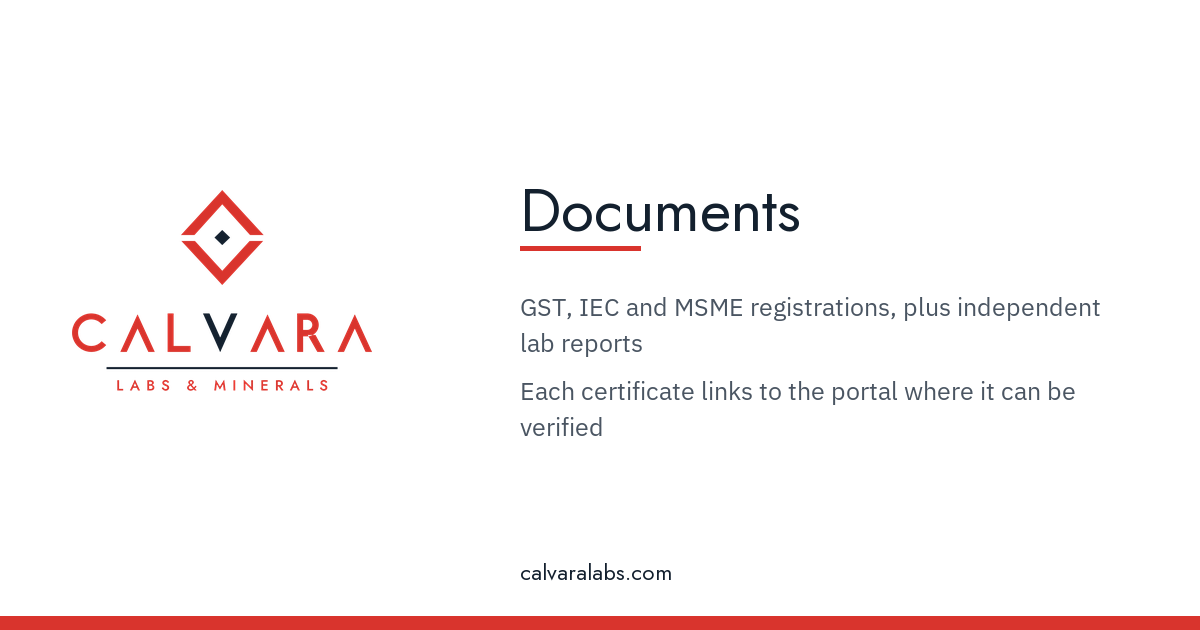 CALVARA
LABS & MINERALS
Documents
GST, IEC and MSME registrations, plus independent
lab reports
Each certificate links to the portal where it can be
verified
calvaralabs.com